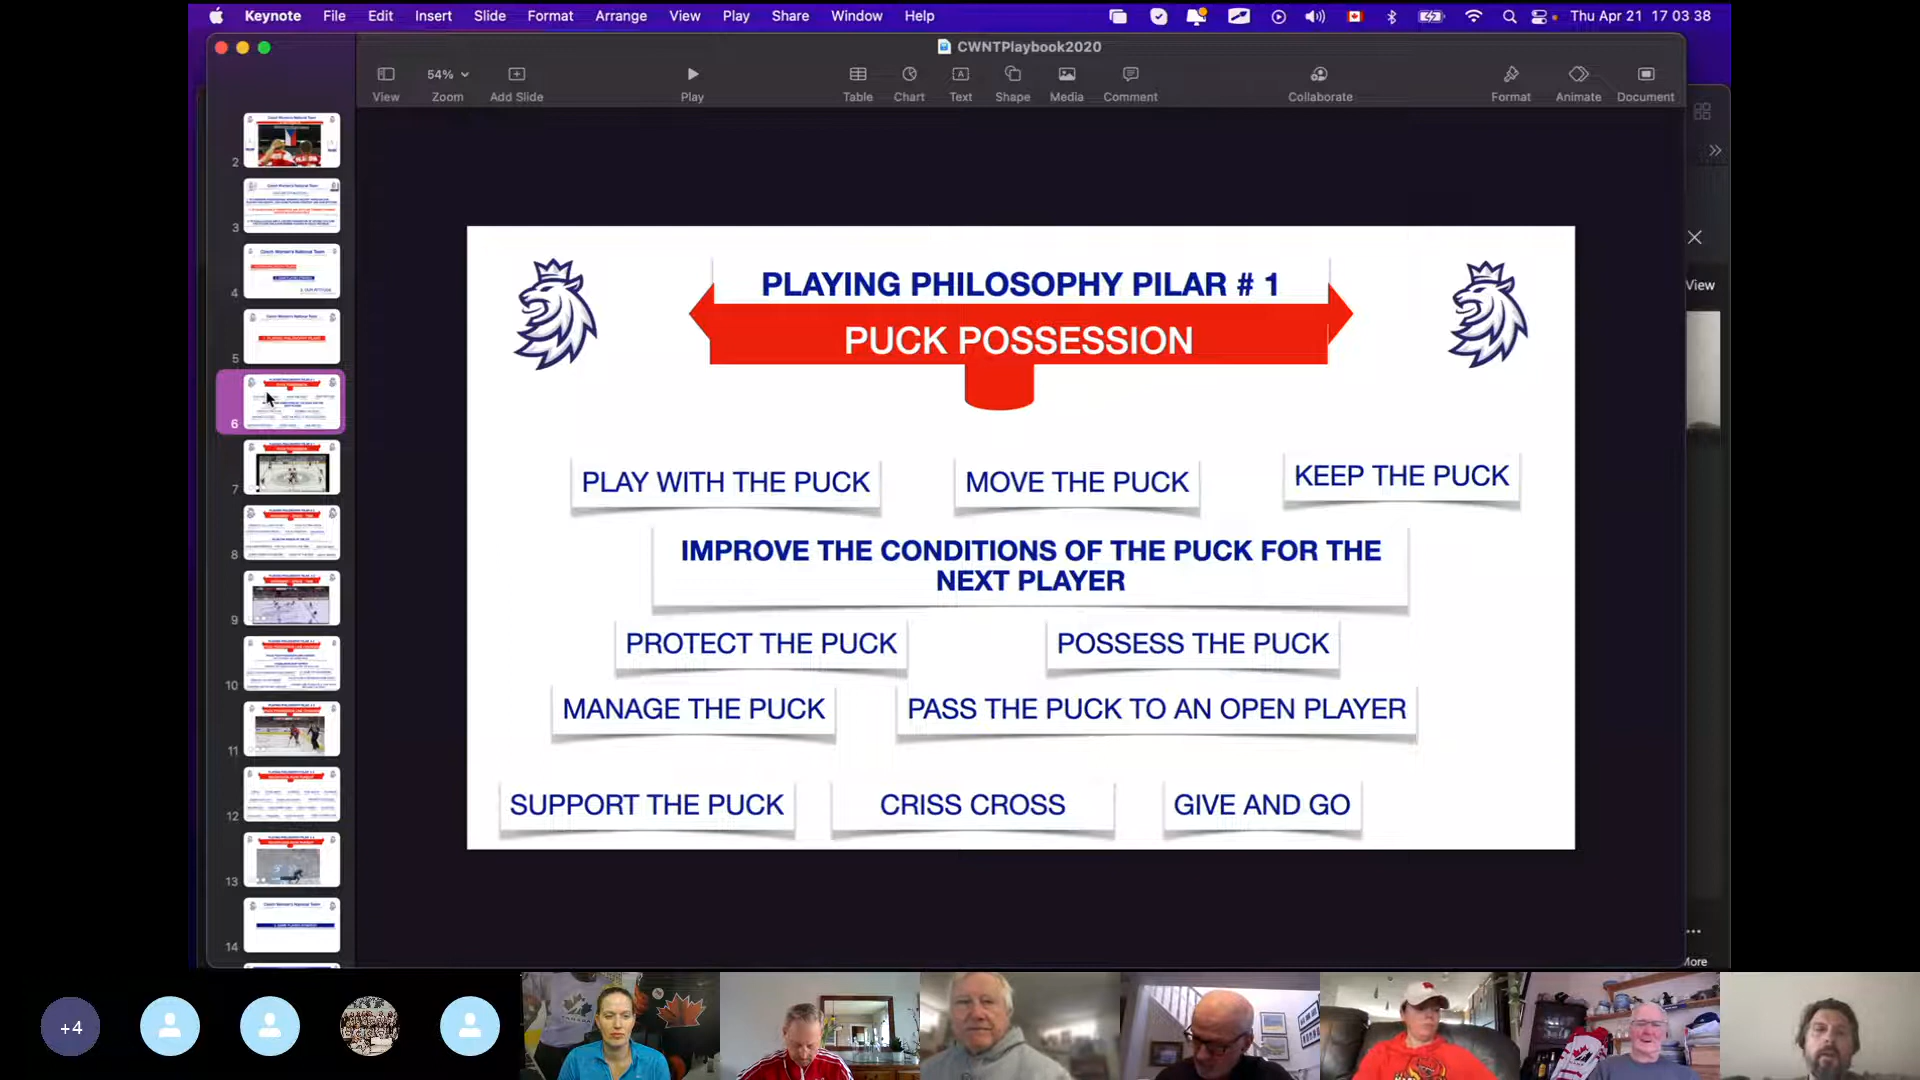 Keynote File Edit Insert Slide Format Arrange View Play Share Window Help Thu Apr 21 17 03 38
CWNTPlaybook2020
54%
View Zoom Add Slide Play Table Chart Text Shape Media Comment Collaborate Format Animate Document
2
3
4
5
6
7
8
9
10
11
12
13
14
PLAYING PHILOSOPHY PILAR # 1
PUCK POSSESSION
PLAY WITH THE PUCK MOVE THE PUCK KEEP THE PUCK
IMPROVE THE CONDITIONS OF THE PUCK FOR THE
NEXT PLAYER
PROTECT THE PUCK POSSESS THE PUCK
MANAGE THE PUCK PASS THE PUCK TO AN OPEN PLAYER
SUPPORT THE PUCK CRISS CROSS GIVE AND GO
View
More
+4